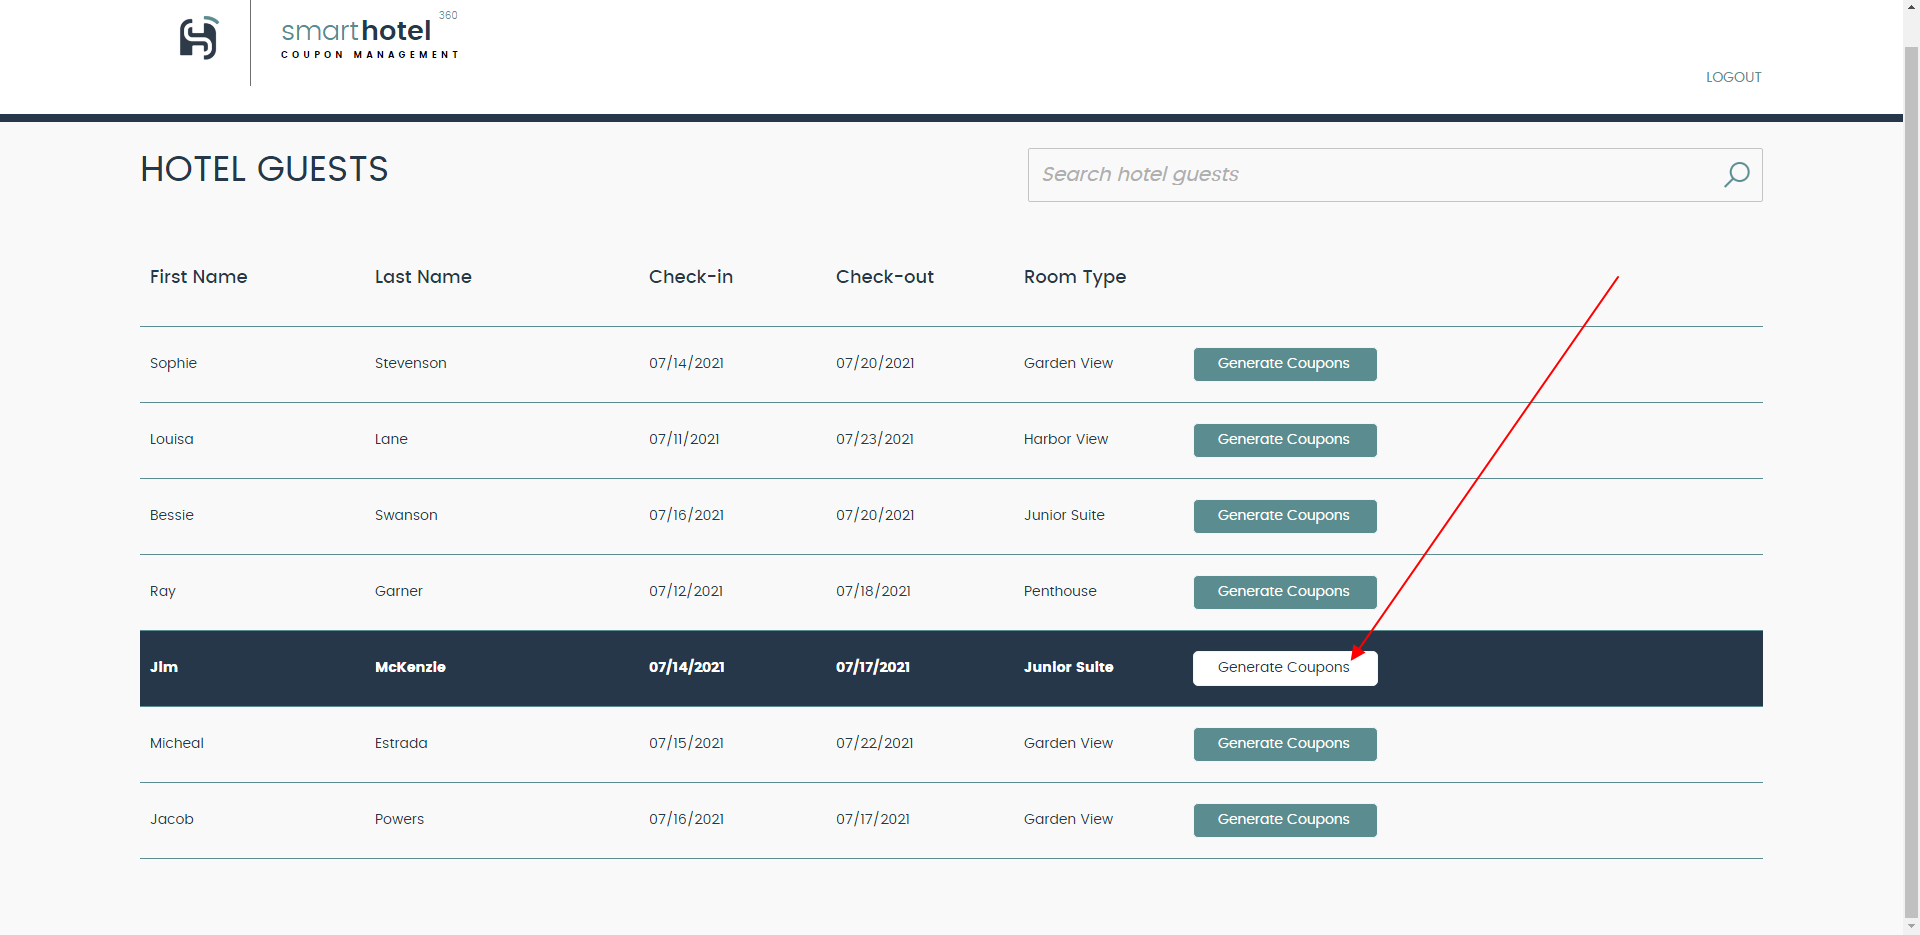 smarthotel 360
COUPON MANAGEMENT
LOGOUT
HOTEL GUESTS
Search hotel guests
First Name Last Name Check-in Check-out Room Type
Sophie Stevenson 07/14/2021 07/20/2021 Garden View Generate Coupons
Louisa Lane 07/11/2021 07/23/2021 Harbor View Generate Coupons
Bessie Swanson 07/16/2021 07/20/2021 Junior Suite Generate Coupons
Ray Garner 07/12/2021 07/18/2021 Penthouse Generate Coupons
Jim McKenzie 07/14/2021 07/17/2021 Junior Suite Generate Coupons
Micheal Estrada 07/15/2021 07/22/2021 Garden View Generate Coupons
Jacob Powers 07/16/2021 07/17/2021 Garden View Generate Coupons